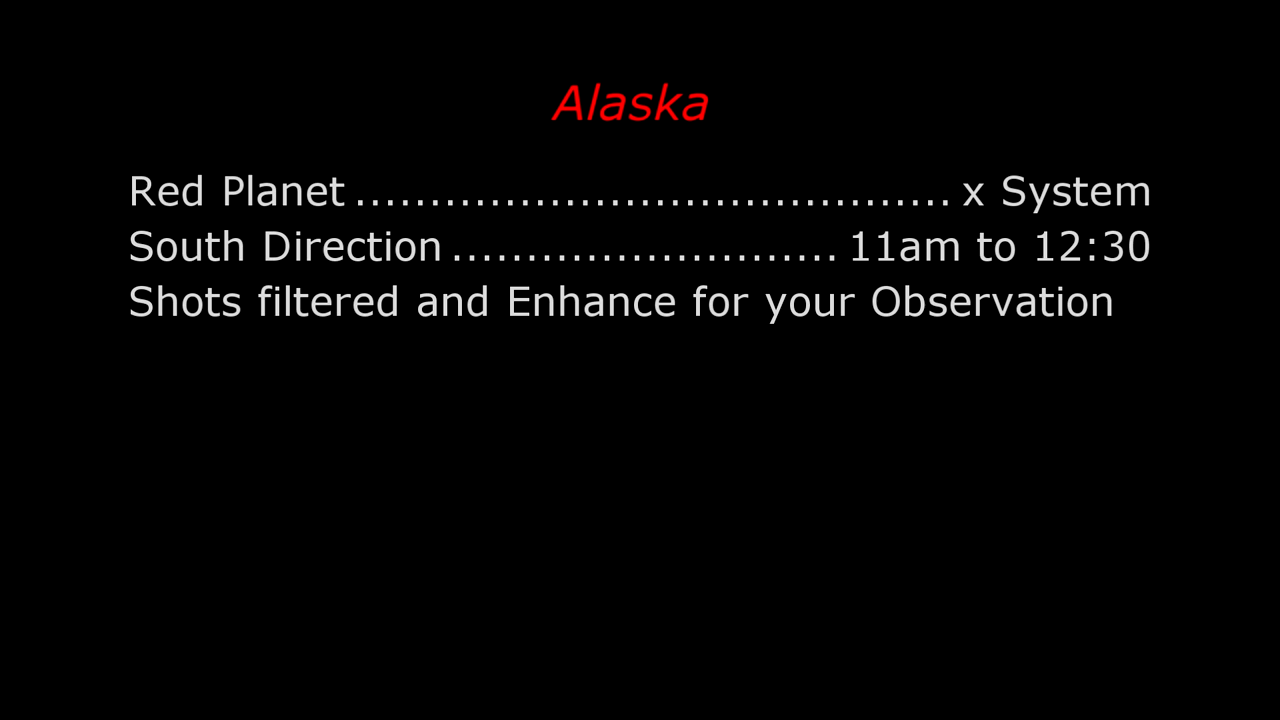 Alaska
Red Planet........................................ x System
South Direction.......................... 11am to 12:30
Shots filtered and Enhance for your Observation